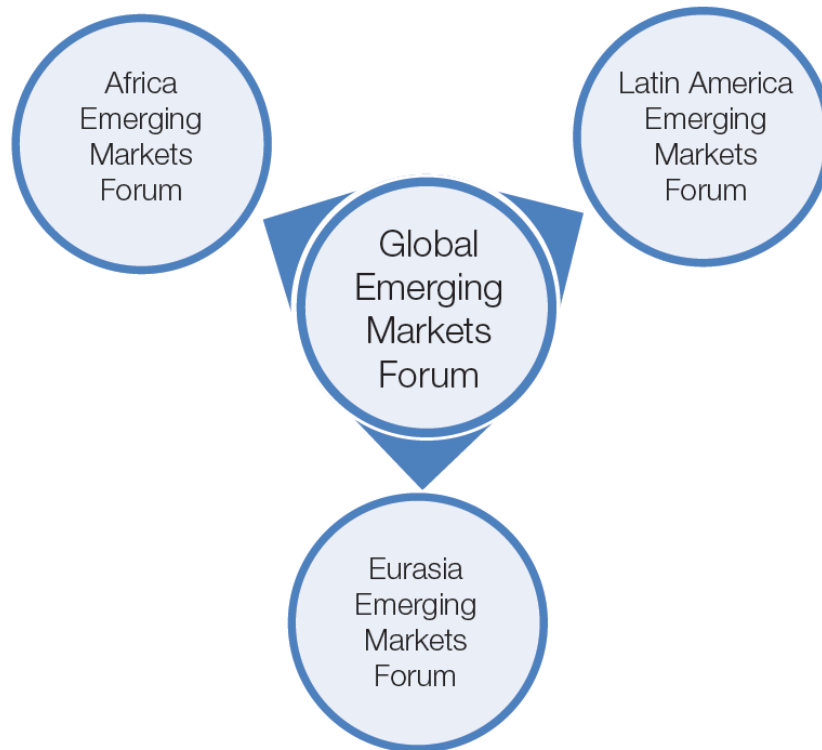 Africa
Emerging
Markets
Forum
Latin America
Emerging
Markets
Forum
Global
Emerging
Markets
Forum
Eurasia
Emerging
Markets
Forum